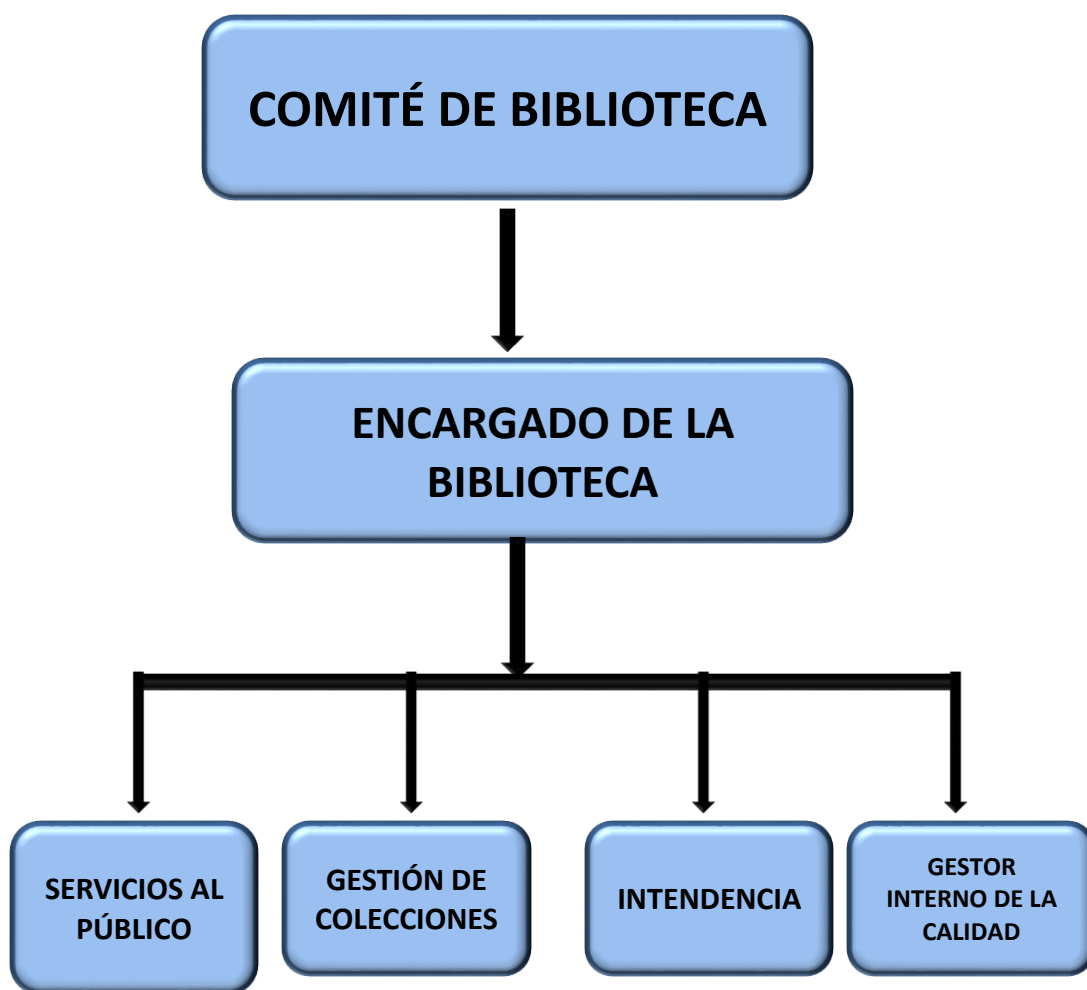 COMITÉ DE BIBLIOTECA
ENCARGADO DE LA
BIBLIOTECA
SERVICIOS AL
PÚBLICO
GESTIÓN DE
COLECCIONES
INTENDENCIA
GESTOR
INTERNO DE LA
CALIDAD